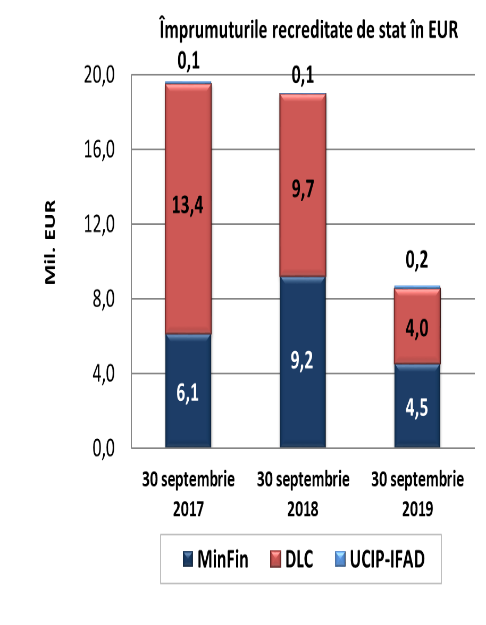 Împrumuturile recreditate de stat în EUR
0,1
0,1
20,0
16,0
13,4
9,7
12,0
Mil. EUR
0,2
8,0
4,0
9,2
4,0
6,1
4,5
0,0
30 septembrie 2017
30 septembrie 2018
30 septembrie 2019
MinFin DLC UCIP-IFAD